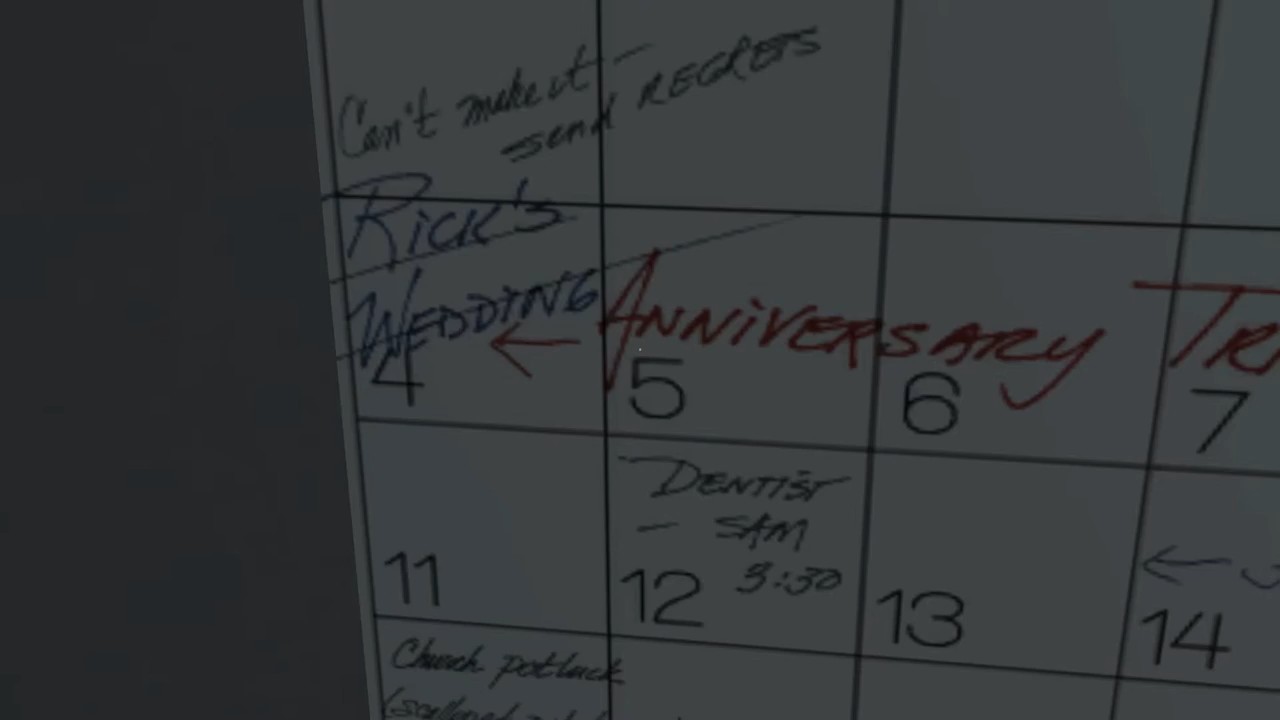 Can't make it -
- send REGRETS
RICK'S
WEDDING
← ANNIVERSARY
4 5 6 7
DENTIST
- SAM
3:30
←
11 12 13 14
Church potluck